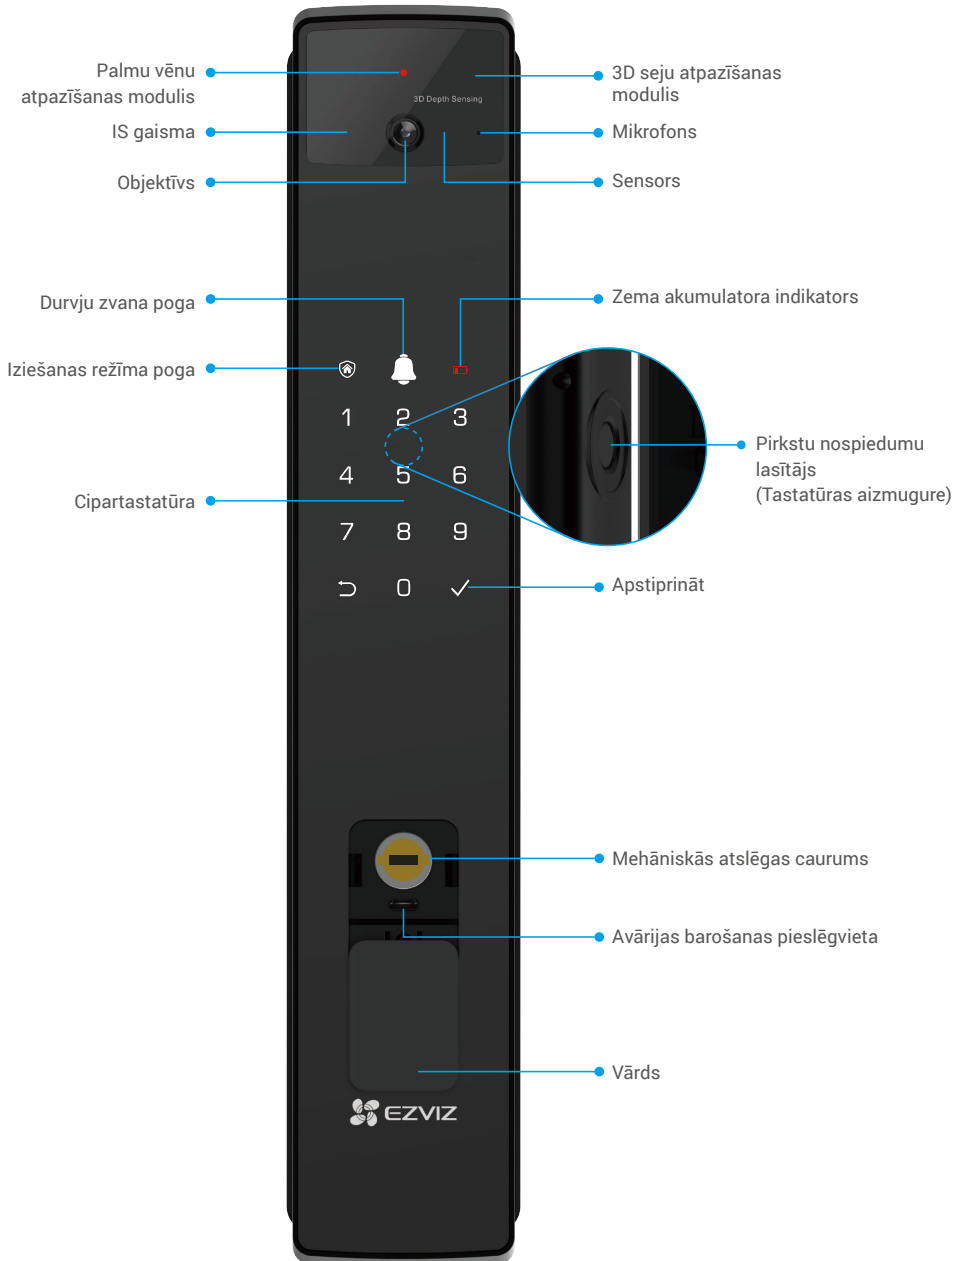 Palmu vēnu
atpazīšanas modulis
3D seju atpazīšanas
modulis
3D Depth Sensing
IS gaisma
Mikrofons
Objektīvs
Sensors
Durvju zvana poga
Zema akumulatora indikators
Iziešanas režīma poga
1 2 3
Pirkstu nospiedumu
lasītājs
(Tastatūras aizmugure)
4 5 6
Cipartastatūra
7 8 9
0
Apstiprināt
Mehāniskās atslēgas caurums
Avārijas barošanas pieslēgvieta
Vārds
EZVIZ